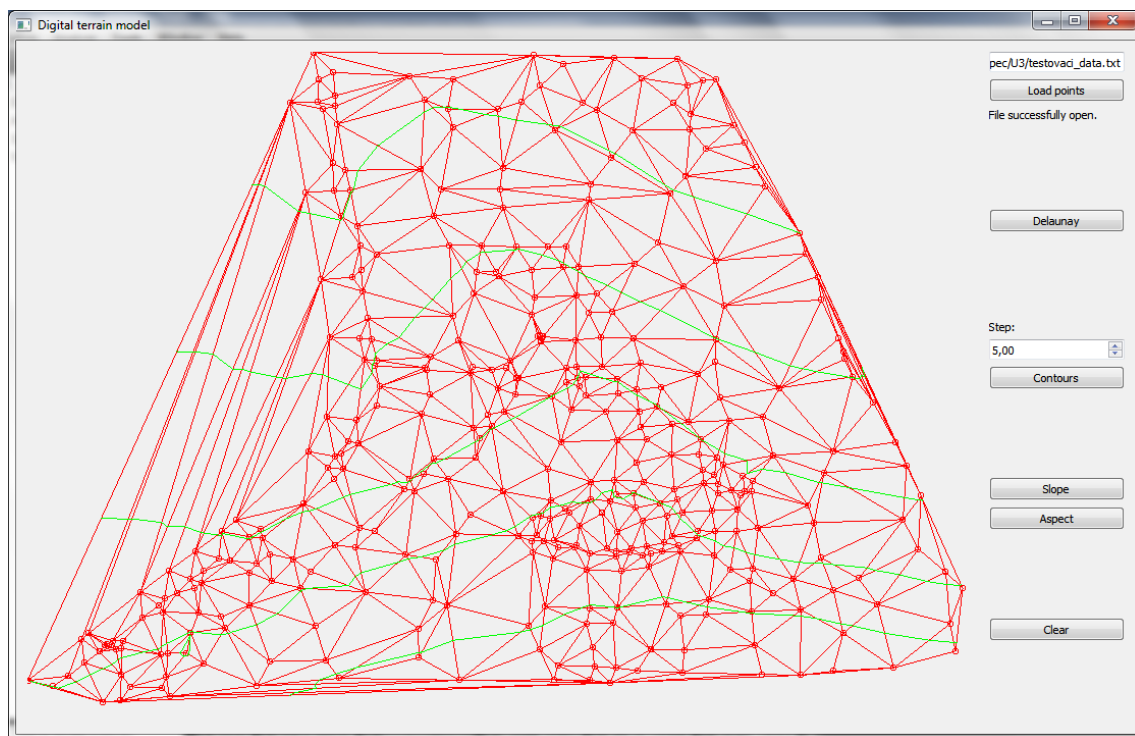 Digital terrain model
pec/U3/testovaci_data.txt
Load points
File successfully open.
Delaunay
Step:
5,00
Contours
Slope
Aspect
Clear